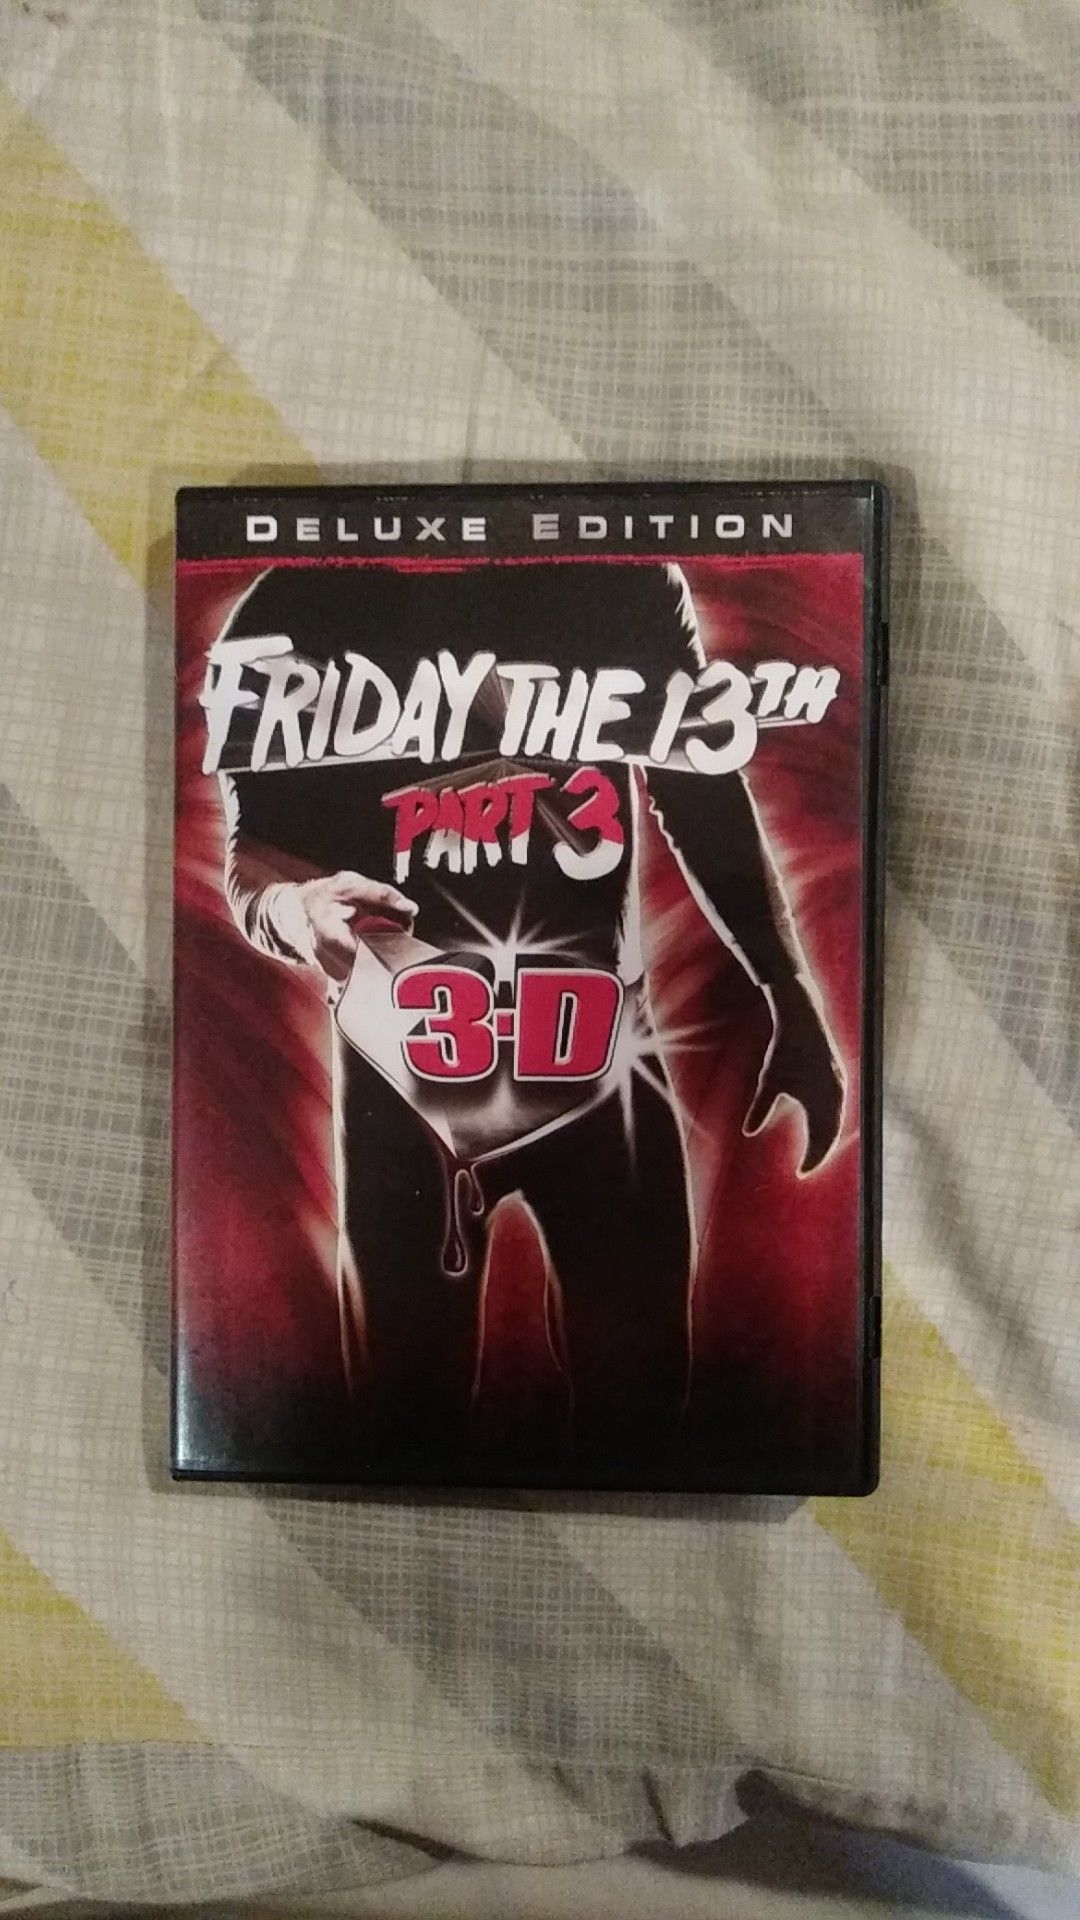 DELUXE EDITION
FRIDAY THE 13TH
PART 3
3-D